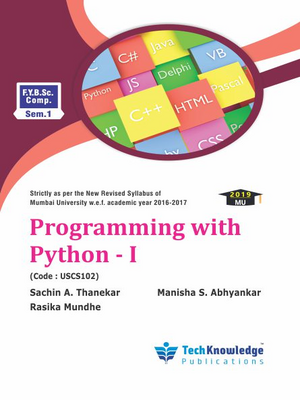 Java
C#
C
VB
Delphi
JS
Python
Pascal
HTML
C++
HP
F.Y.B.Sc.
Comp.
Sem.1
Strictly as per the New Revised Syllabus of
Mumbai University w.e.f. academic year 2016-2017
2019
MU
Programming with
Python - I
(Code : USCS102)
Sachin A. Thanekar Manisha S. Abhyankar
Rasika Mundhe
TechKnowledge™
Publications